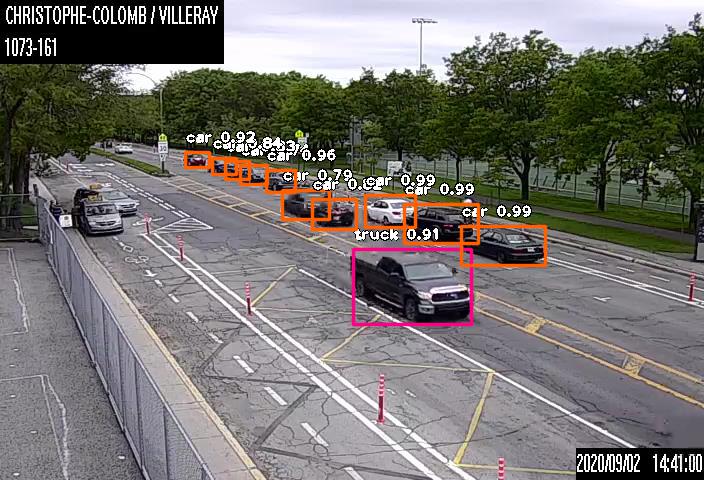 CHRISTOPHE-COLOMB / VILLERAY
1073-161
car 0.92
car 0.96
car 0.79
car 0.99
car 0.99
car 0.99
truck 0.91
2020/09/02 14:41:00